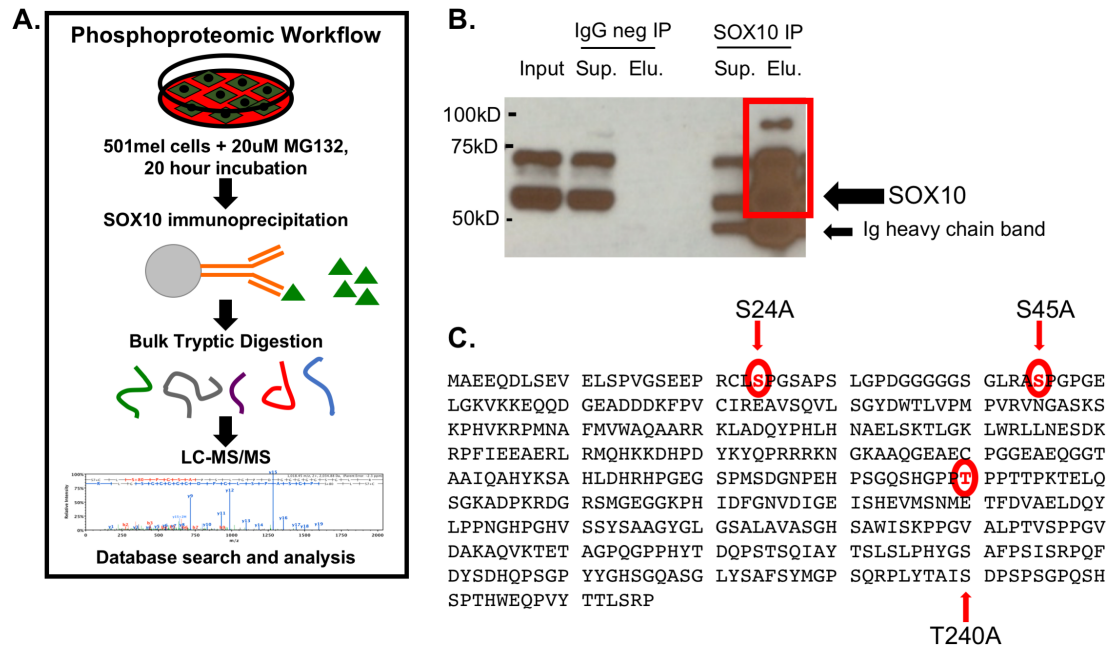 A.
Phosphoproteomic Workflow
501mel cells + 20uM MG132,
20 hour incubation
SOX10 immunoprecipitation
Bulk Tryptic Digestion
LC-MS/MS
Database search and analysis
B.
IgG neg IP SOX10 IP
Input Sup. Elu. Sup. Elu.
100kD
75kD
50kD
SOX10
Ig heavy chain band
C.
S24A S45A
MAEEQDLSEV ELSPVGSEEP RCLSPGSAPS LGPDGGGGGS GLRASPGPGE
LGKVKKEQQD GEADDDKFPV CIREAVSQVL SGYDWTLVPM PVRVNGASKS
KPHVKRPMNA FMVWAQAARR KLADQYPHLH NAELSKTLGK LWRLLNESDK
RPFIEEAERL RMQHKKDHPD YKYQPRRRKN GKAAQGEAEC PGGEAEQGGT
AAIQAHYKSA HLDHRHPGEG SPMSDGNPEH PSGQSHGPPT PPTTPKTELQ
SGKADPKRDG RSMGEGGKPH IDFGNVDIGE ISHEVMSNME TFDVAELDQY
LPPNGHPGHV SSYSAAGYGL GSALAVASGH SAWISKPPGV ALPTVSPPGV
DAKAQVKTET AGPQGPPHYT DQPSTSQIAY TSLSLPHYGS AFPSISRPQF
DYSDHQPSGP YYGHSGQASG LYSAFSYMGP SQRPLYTAIS DPSPSGPQSH
SPTHWEQPVY TTLSRP
T240A